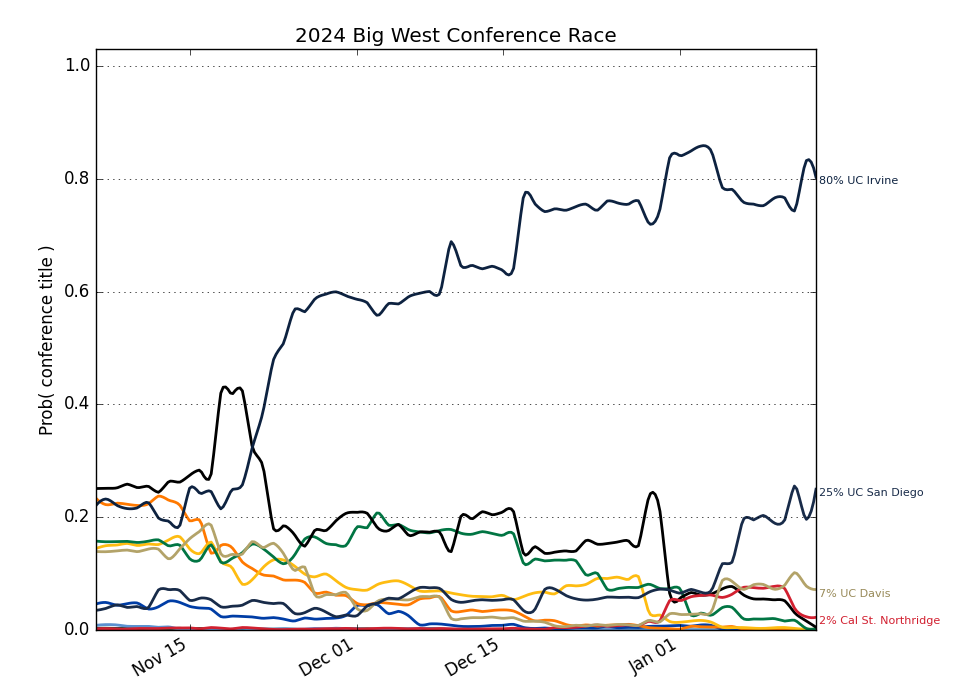 2024 Big West Conference Race
Prob( conference title )
1.0
0.8
0.6
0.4
0.2
0.0
80% UC Irvine
25% UC San Diego
7% UC Davis
2% Cal St. Northridge
Nov 15
Dec 01
Dec 15
Jan 01